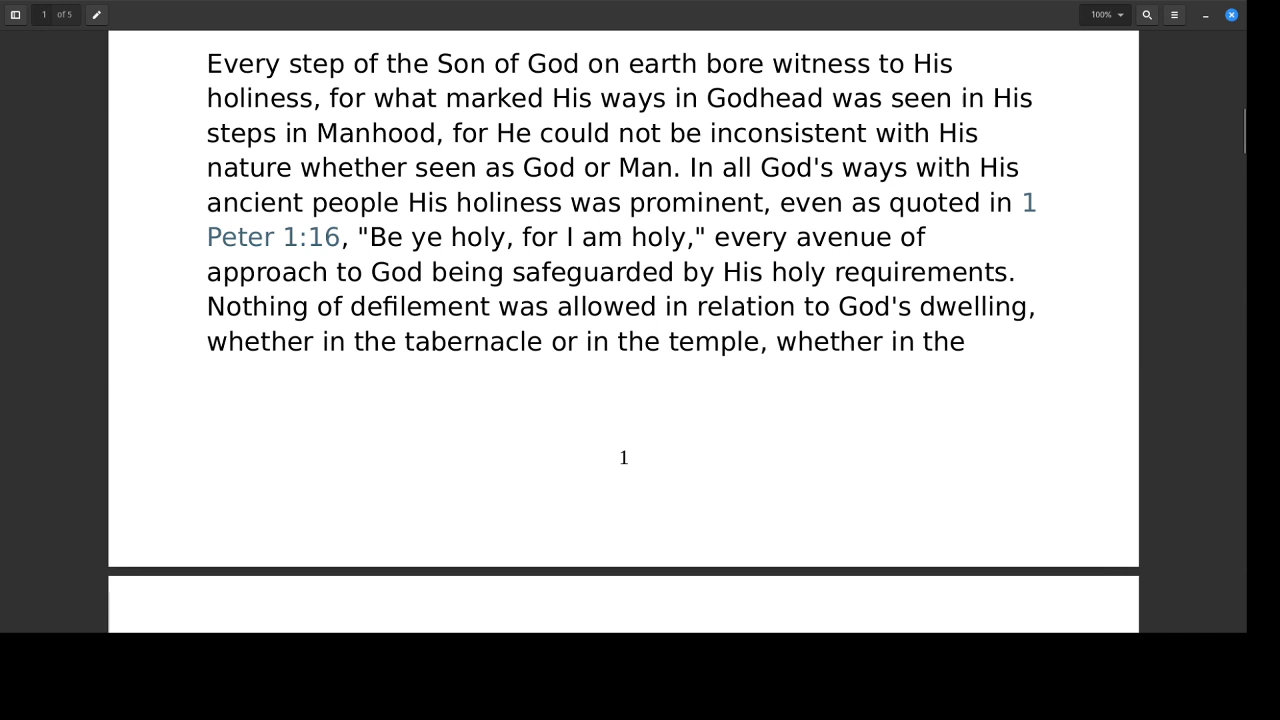 1 of 5
100%
Every step of the Son of God on earth bore witness to His
holiness, for what marked His ways in Godhead was seen in His
steps in Manhood, for He could not be inconsistent with His
nature whether seen as God or Man. In all God's ways with His
ancient people His holiness was prominent, even as quoted in 1
Peter 1:16, "Be ye holy, for I am holy," every avenue of
approach to God being safeguarded by His holy requirements.
Nothing of defilement was allowed in relation to God's dwelling,
whether in the tabernacle or in the temple, whether in the
1